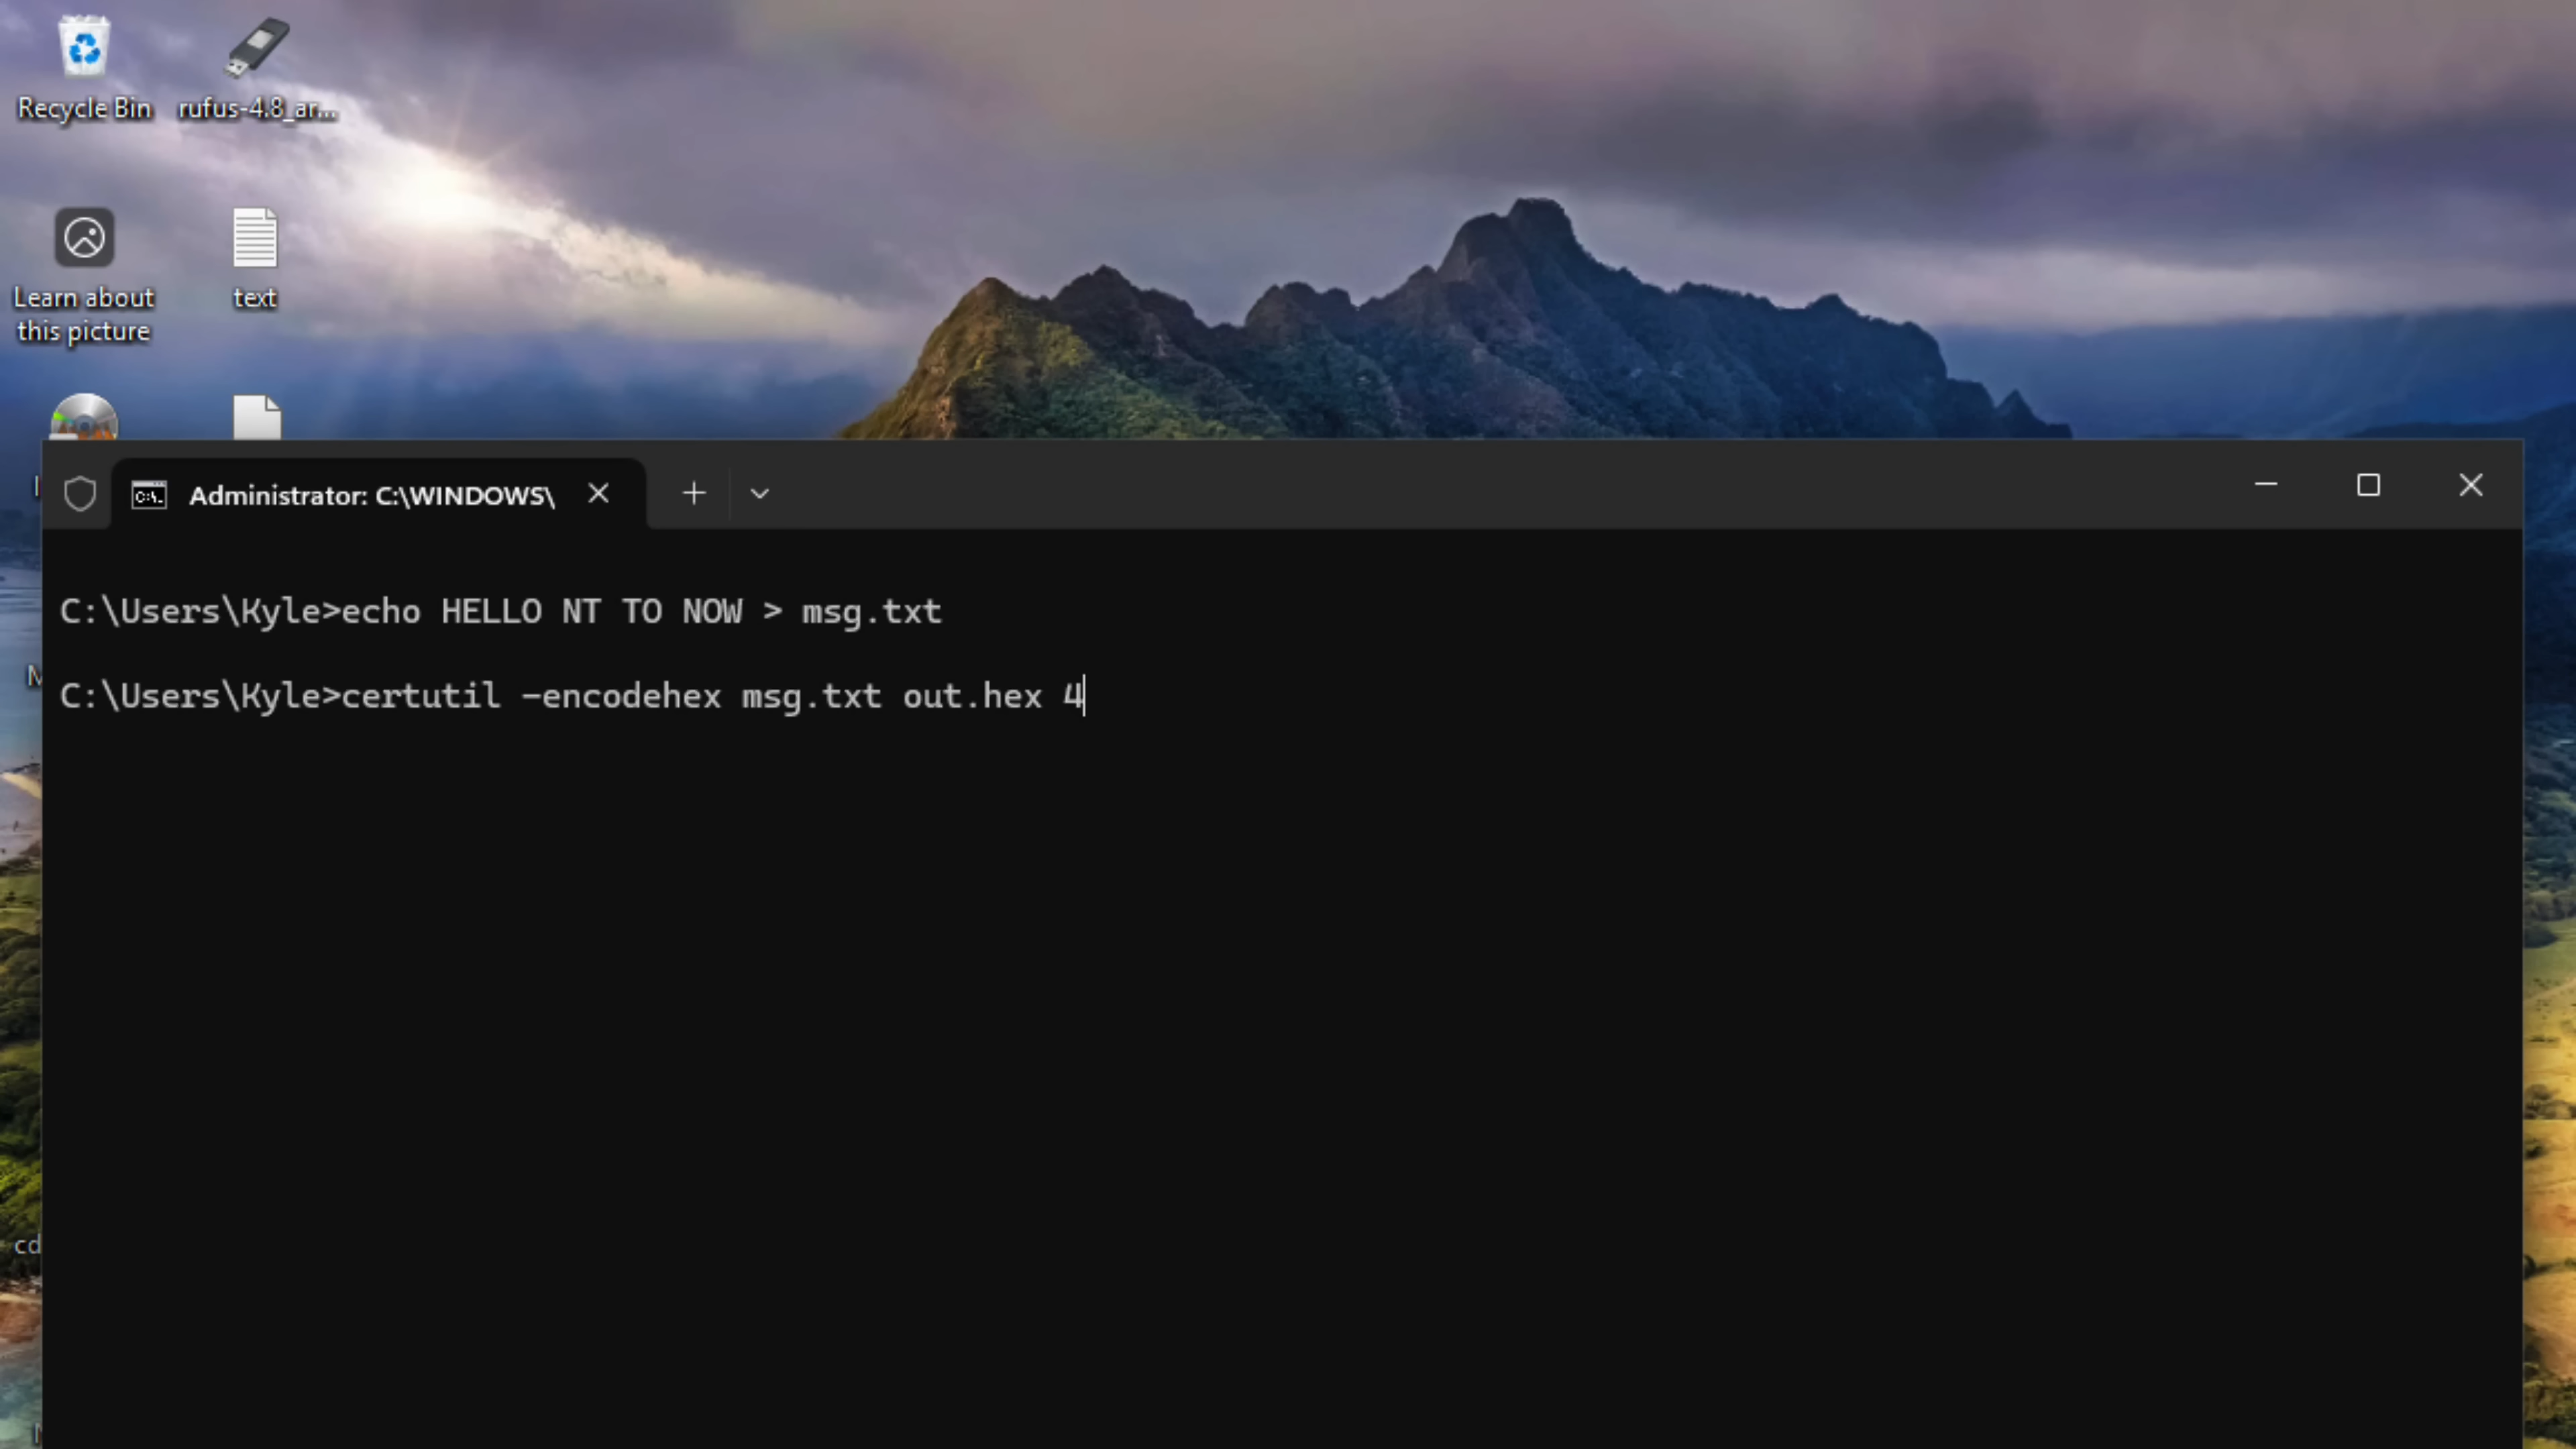 Recycle Bin
rufus-4.8_ar...
Learn about
this picture
text
Administrator: C:\WINDOWS\
C:\Users\Kyle>echo HELLO NT TO NOW > msg.txt
C:\Users\Kyle>certutil -encodehex msg.txt out.hex 4
cd